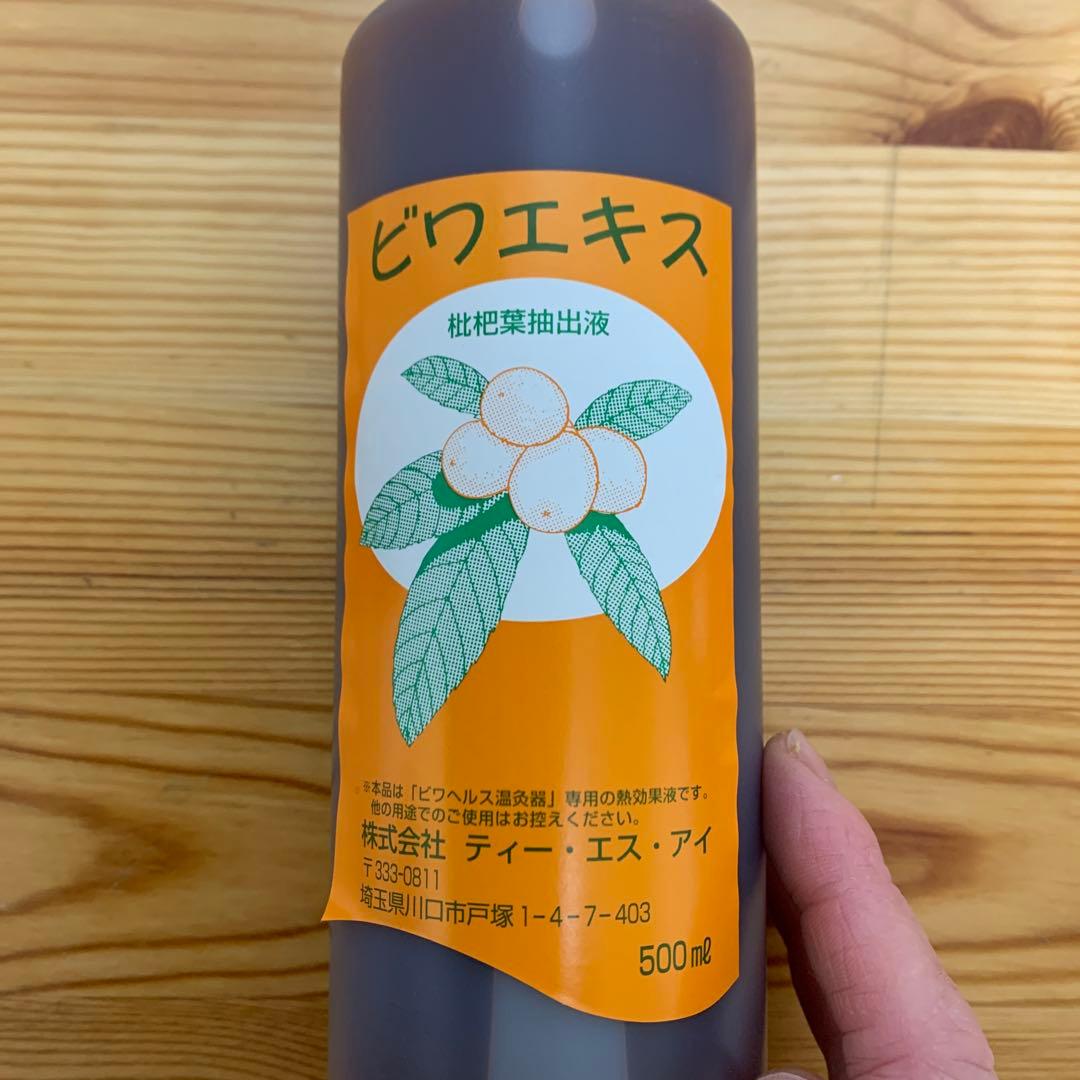 ビワエキス
枇杷葉抽出液
※本品は「ビワヘルス温灸器」専用の熱効果液です。
他の用途でのご使用はお控えください。
株式会社 ティー・エス・アイ
〒333-0811
埼玉県川口市戸塚1-4-7-403
500㎖